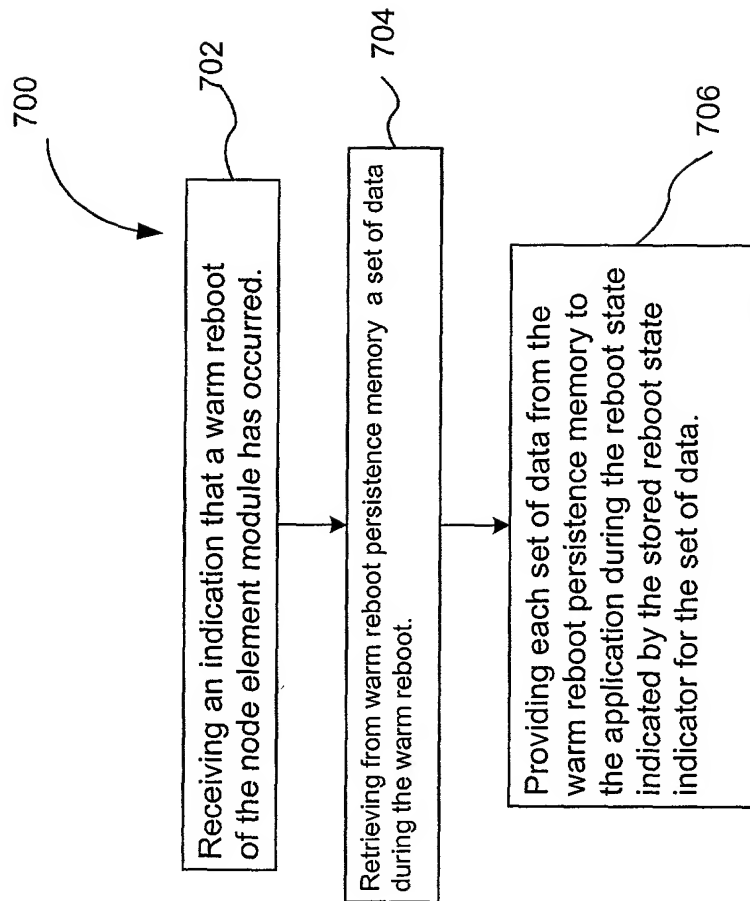 700
702
Receiving an indication that a warm reboot
of the node element module has occurred.
704
Retrieving from warm reboot persistence memory a set of data
during the warm reboot.
706
Providing each set of data from the
warm reboot persistence memory to
the application during the reboot state
indicated by the stored reboot state
indicator for the set of data.